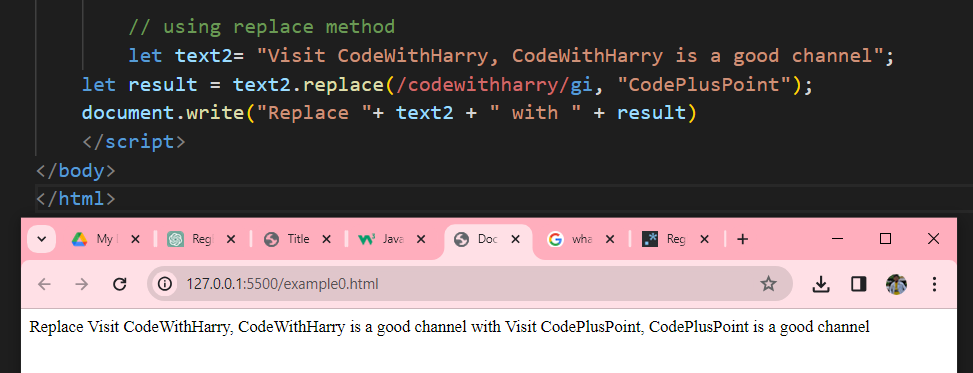 // using replace method
let text2= "Visit CodeWithHarry, CodeWithHarry is a good channel";
let result = text2.replace(/codewithharry/gi, "CodePlusPoint");
document.write("Replace "+ text2 + " with " + result)
</script>
</body>
</html>
My Regl Title Java Doc wha Reg
127.0.0.1:5500/example0.html
Replace Visit CodeWithHarry, CodeWithHarry is a good channel with Visit CodePlusPoint, CodePlusPoint is a good channel